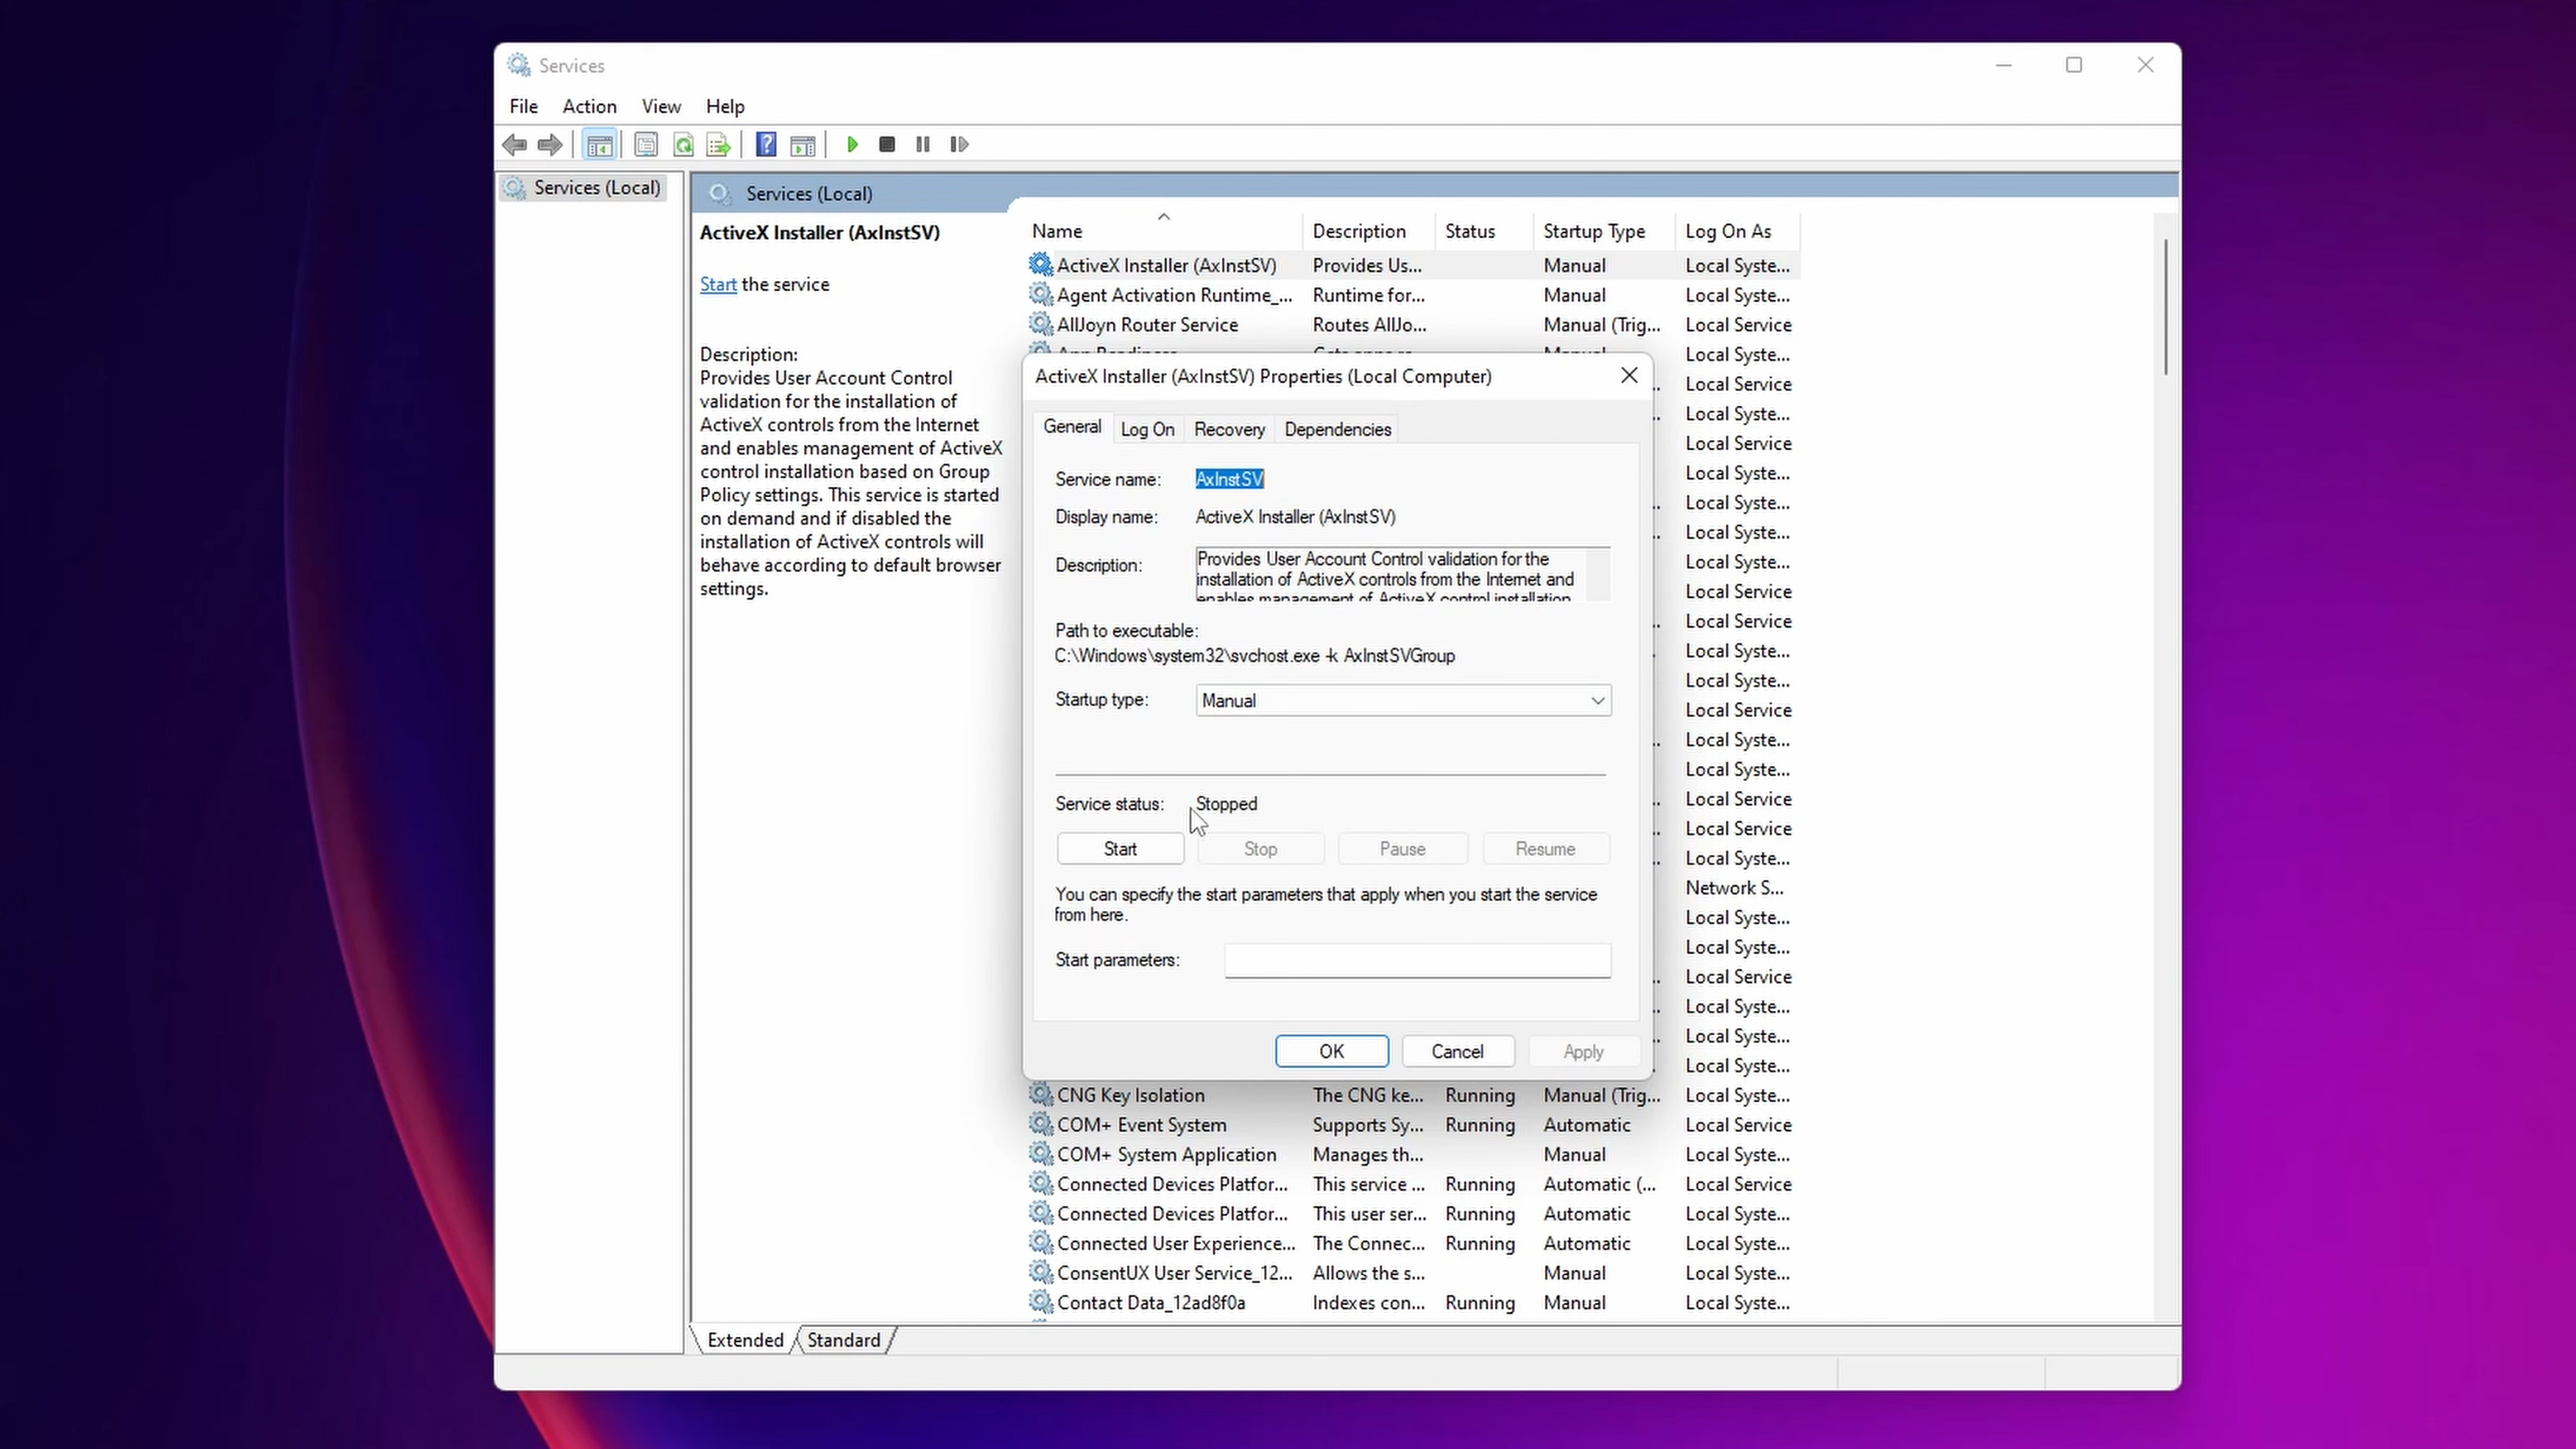 Services
File Action View Help
Services (Local)
Services (Local)
ActiveX Installer (AxInstSV)
Start the service
Description:
Provides User Account Control
validation for the installation of
ActiveX controls from the Internet
and enables management of ActiveX
control installation based on Group
Policy settings. This service is started
on demand and if disabled the
installation of ActiveX controls will
behave according to default browser
settings.
Name Description Status Startup Type Log On As
ActiveX Installer (AxInstSV) Provides Us... Manual Local Syste...
Agent Activation Runtime_... Runtime for... Manual Local Syste...
AllJoyn Router Service Routes AllJo... Manual (Trig... Local Service
Local Syste...
Local Service
Local Syste...
Local Service
Local Syste...
Local Syste...
Local Syste...
Local Syste...
Local Service
Local Syste...
Local Syste...
Local Syste...
Local Service
Local Syste...
Local Syste...
Local Service
Local Service
Local Syste...
Network S...
Local Syste...
Local Syste...
Local Service
Local Syste...
Local Syste...
Local Syste...
ActiveX Installer (AxInstSV) Properties (Local Computer)
General Log On Recovery Dependencies
Service name: AxInstSV
Display name: ActiveX Installer (AxInstSV)
Description: Provides User Account Control validation for the
installation of ActiveX controls from the Internet and
enables management of ActiveX control installation
Path to executable:
C:\Windows\system32\svchost.exe -k AxInstSVGroup
Startup type: Manual
Service status: Stopped
Start Stop Pause Resume
You can specify the start parameters that apply when you start the service
from here.
Start parameters:
OK Cancel Apply
CNG Key Isolation The CNG ke... Running Manual (Trig... Local Syste...
COM+ Event System Supports Sy... Running Automatic Local Service
COM+ System Application Manages th... Manual Local Syste...
Connected Devices Platfor... This service ... Running Automatic (... Local Service
Connected Devices Platfor... This user ser... Running Automatic Local Syste...
Connected User Experience... The Connec... Running Automatic Local Syste...
ConsentUX User Service_12... Allows the s... Manual Local Syste...
Contact Data_12ad8f0a Indexes con... Running Manual Local Syste...
Extended Standard